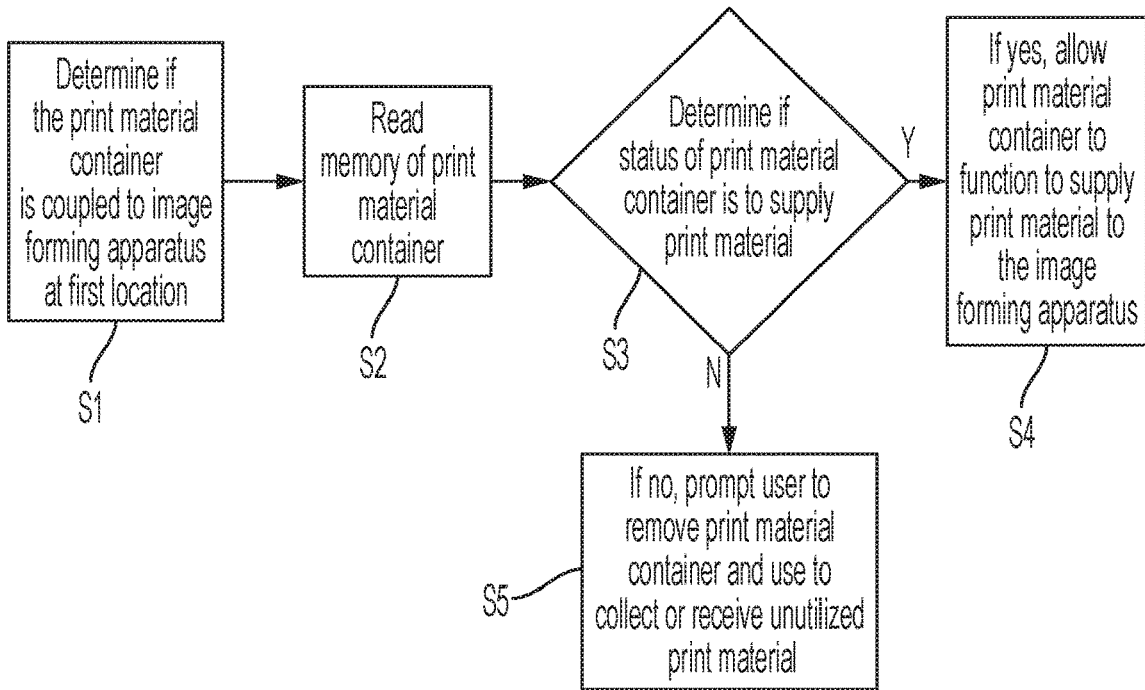 Determine if
the print material
container
is coupled to image
forming apparatus
at first location
S1
Read
memory of print
material
container
S2
Determine if
status of print material
container is to supply
print material
S3
Y
If yes, allow
print material
container to
function to supply
print material to
the image
forming apparatus
S4
N
If no, prompt user to
remove print material
container and use to
collect or receive unutilized
print material
S5